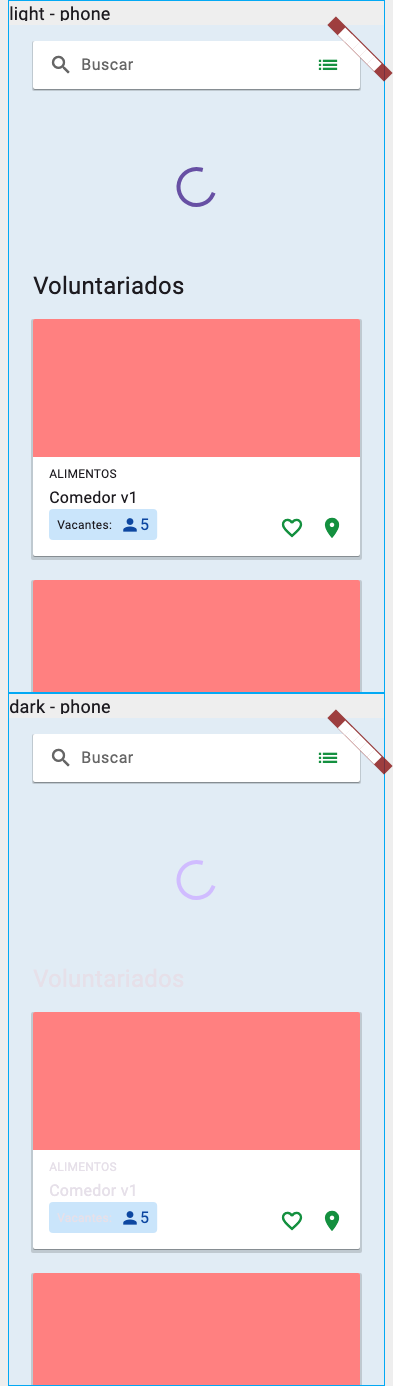 light - phone
Buscar
Voluntariados
ALIMENTOS
Comedor v1
Vacantes: 5
dark - phone
Buscar
Voluntariados
ALIMENTOS
Comedor v1
Vacantes: 5